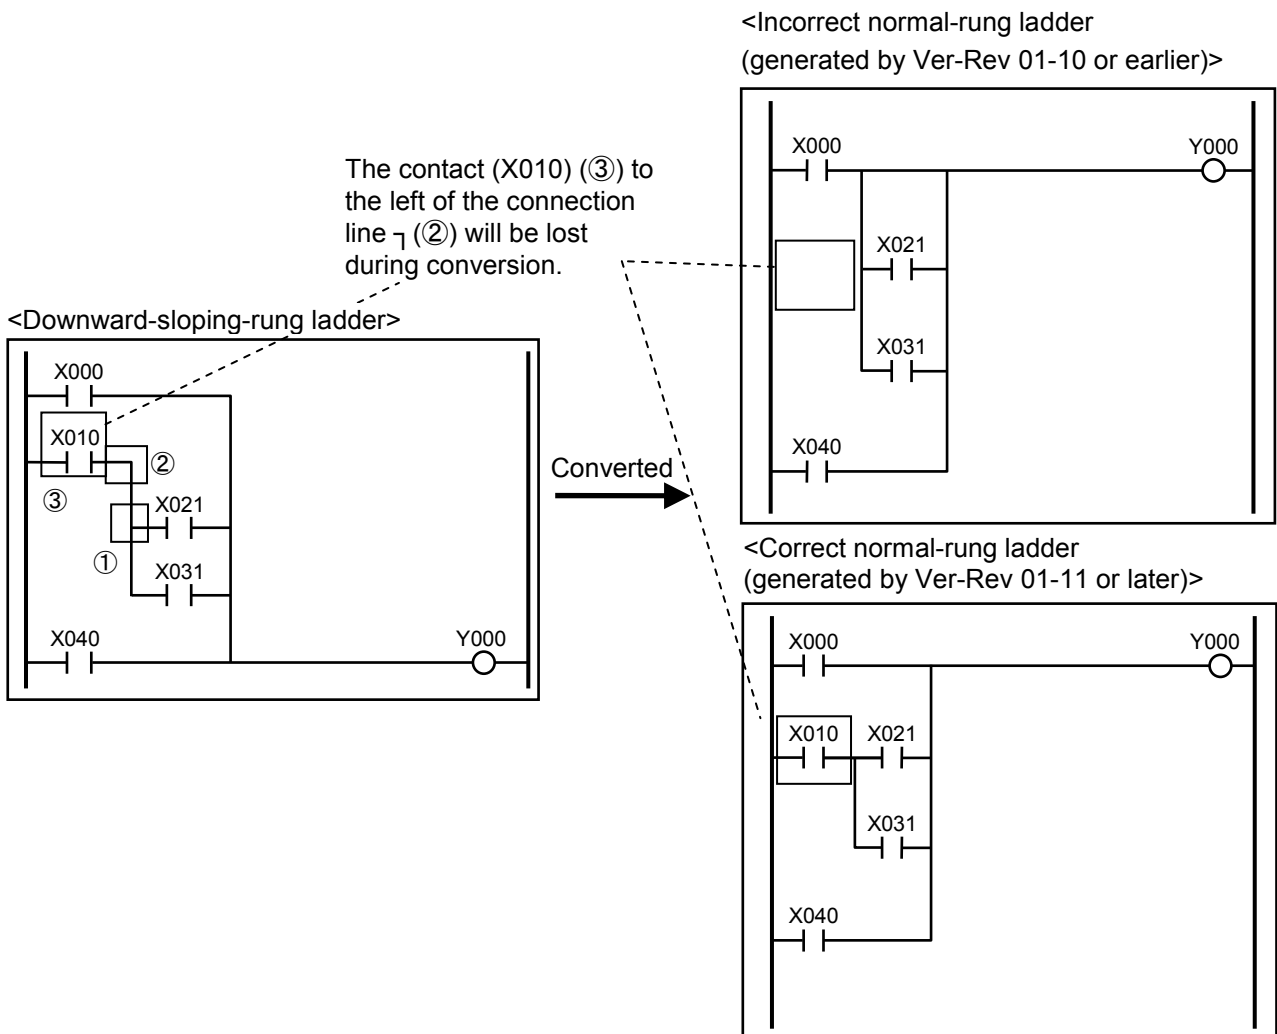 <Incorrect normal-rung ladder
(generated by Ver-Rev 01-10 or earlier)>
X000
Y000
X021
X031
X040
The contact (X010) (③) to
the left of the connection
line ┐(②) will be lost
during conversion.
<Downward-sloping-rung ladder>
X000
X010
②
③
X021
①
X031
X040
Y000
Converted
<Correct normal-rung ladder
(generated by Ver-Rev 01-11 or later)>
X000
Y000
X010
X021
X031
X040